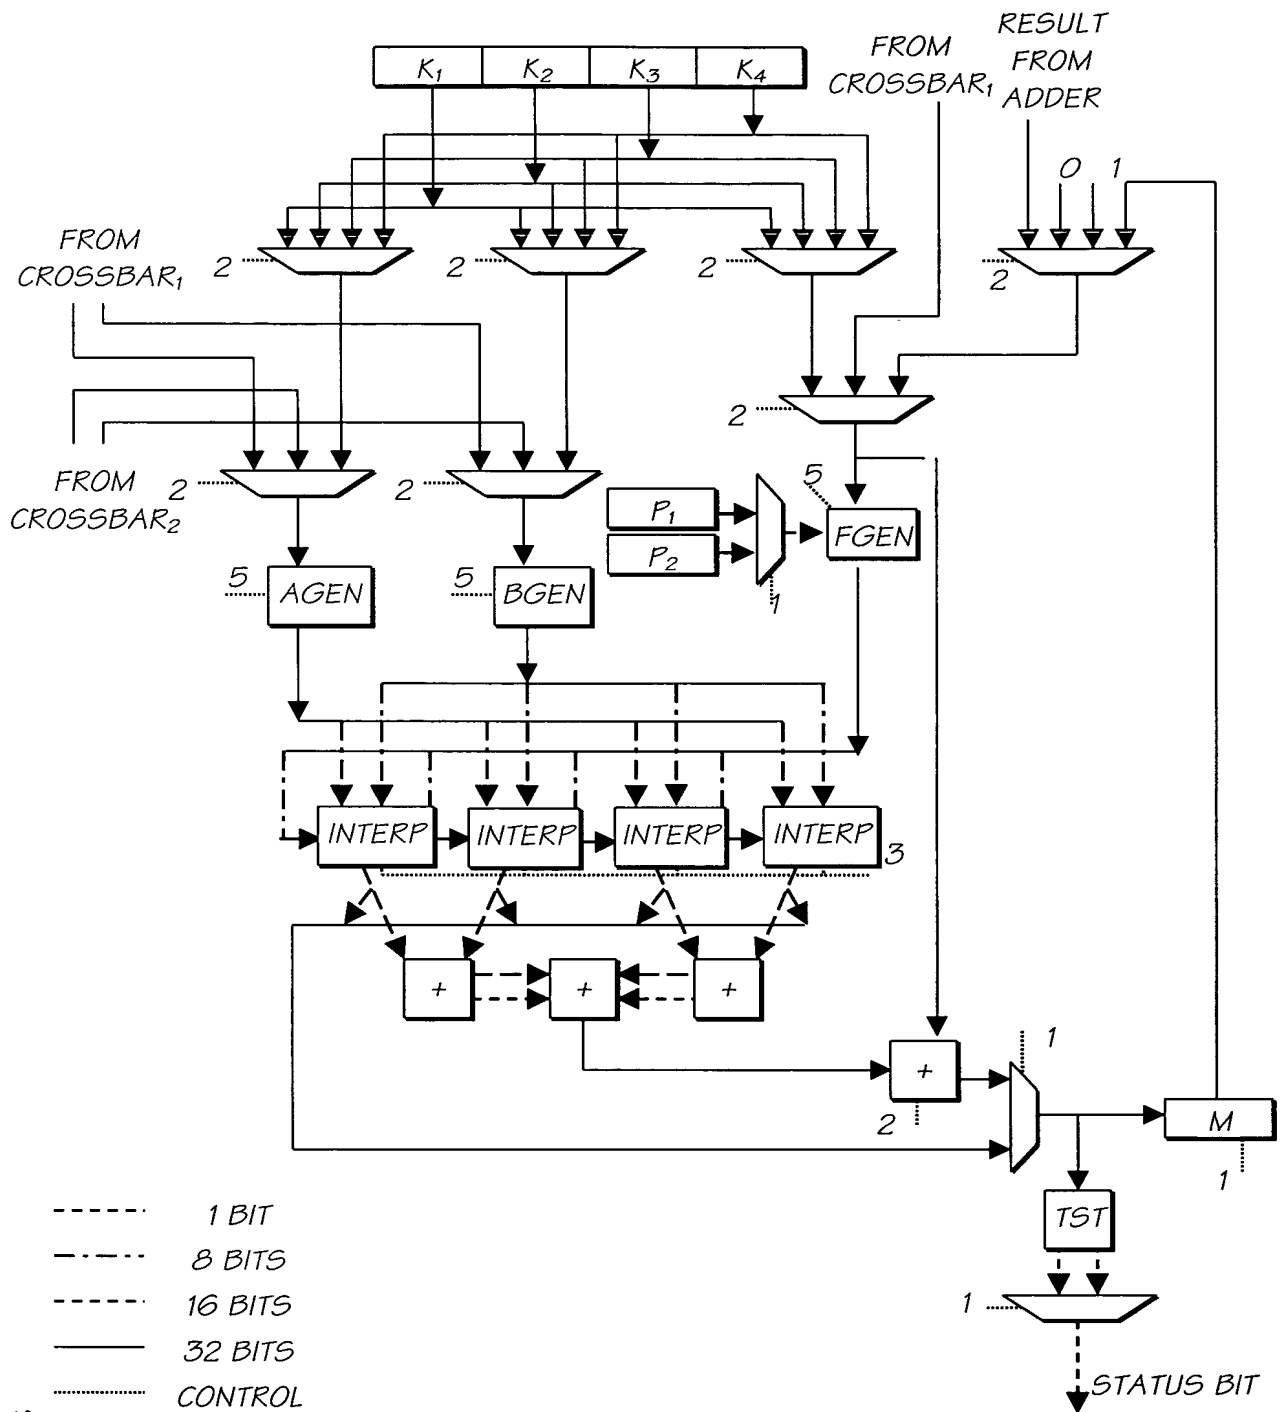 RESULT
FROM
ADDER
FROM
CROSSBAR1
K1 K2 K3 K4
0 1
FROM
CROSSBAR1
2 2 2 2
2
FROM
CROSSBAR2
2 2
5
P1
P2
FGEN
1
5 AGEN
5 BGEN
INTERP INTERP INTERP INTERP 3
+ + +
1
+
2
M
1
TST
1
STATUS BIT
1 BIT
8 BITS
16 BITS
32 BITS
CONTROL